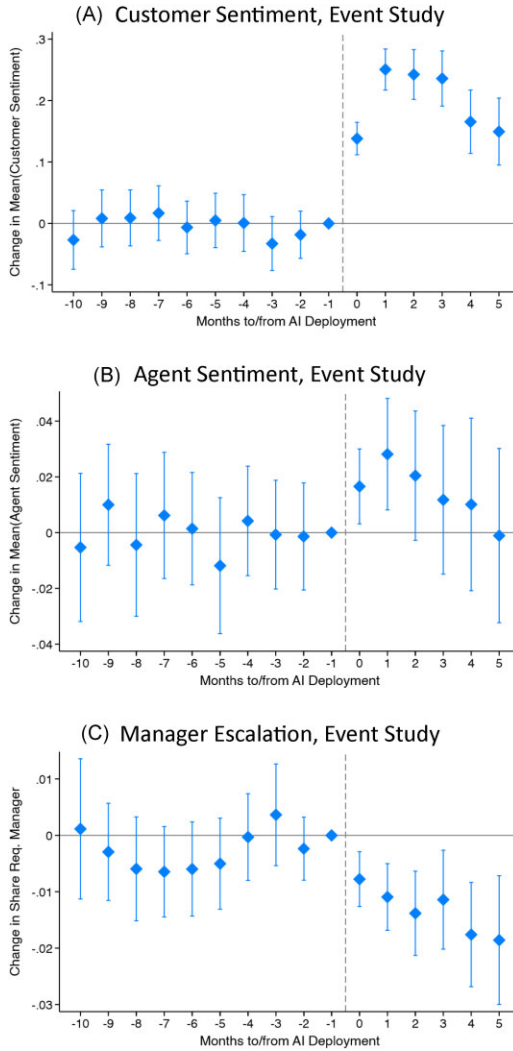 (A) Customer Sentiment, Event Study
Change in Mean(Customer Sentiment)
.3
.2
.1
0
-.1
-10 -9 -8 -7 -6 -5 -4 -3 -2 -1 0 1 2 3 4 5
Months to/from AI Deployment
(B) Agent Sentiment, Event Study
Change in Mean(Agent Sentiment)
.04
.02
0
-.02
-.04
-10 -9 -8 -7 -6 -5 -4 -3 -2 -1 0 1 2 3 4 5
Months to/from AI Deployment
(C) Manager Escalation, Event Study
Change in Share Req. Manager
.01
0
-.01
-.02
-.03
-10 -9 -8 -7 -6 -5 -4 -3 -2 -1 0 1 2 3 4 5
Months to/from AI Deployment